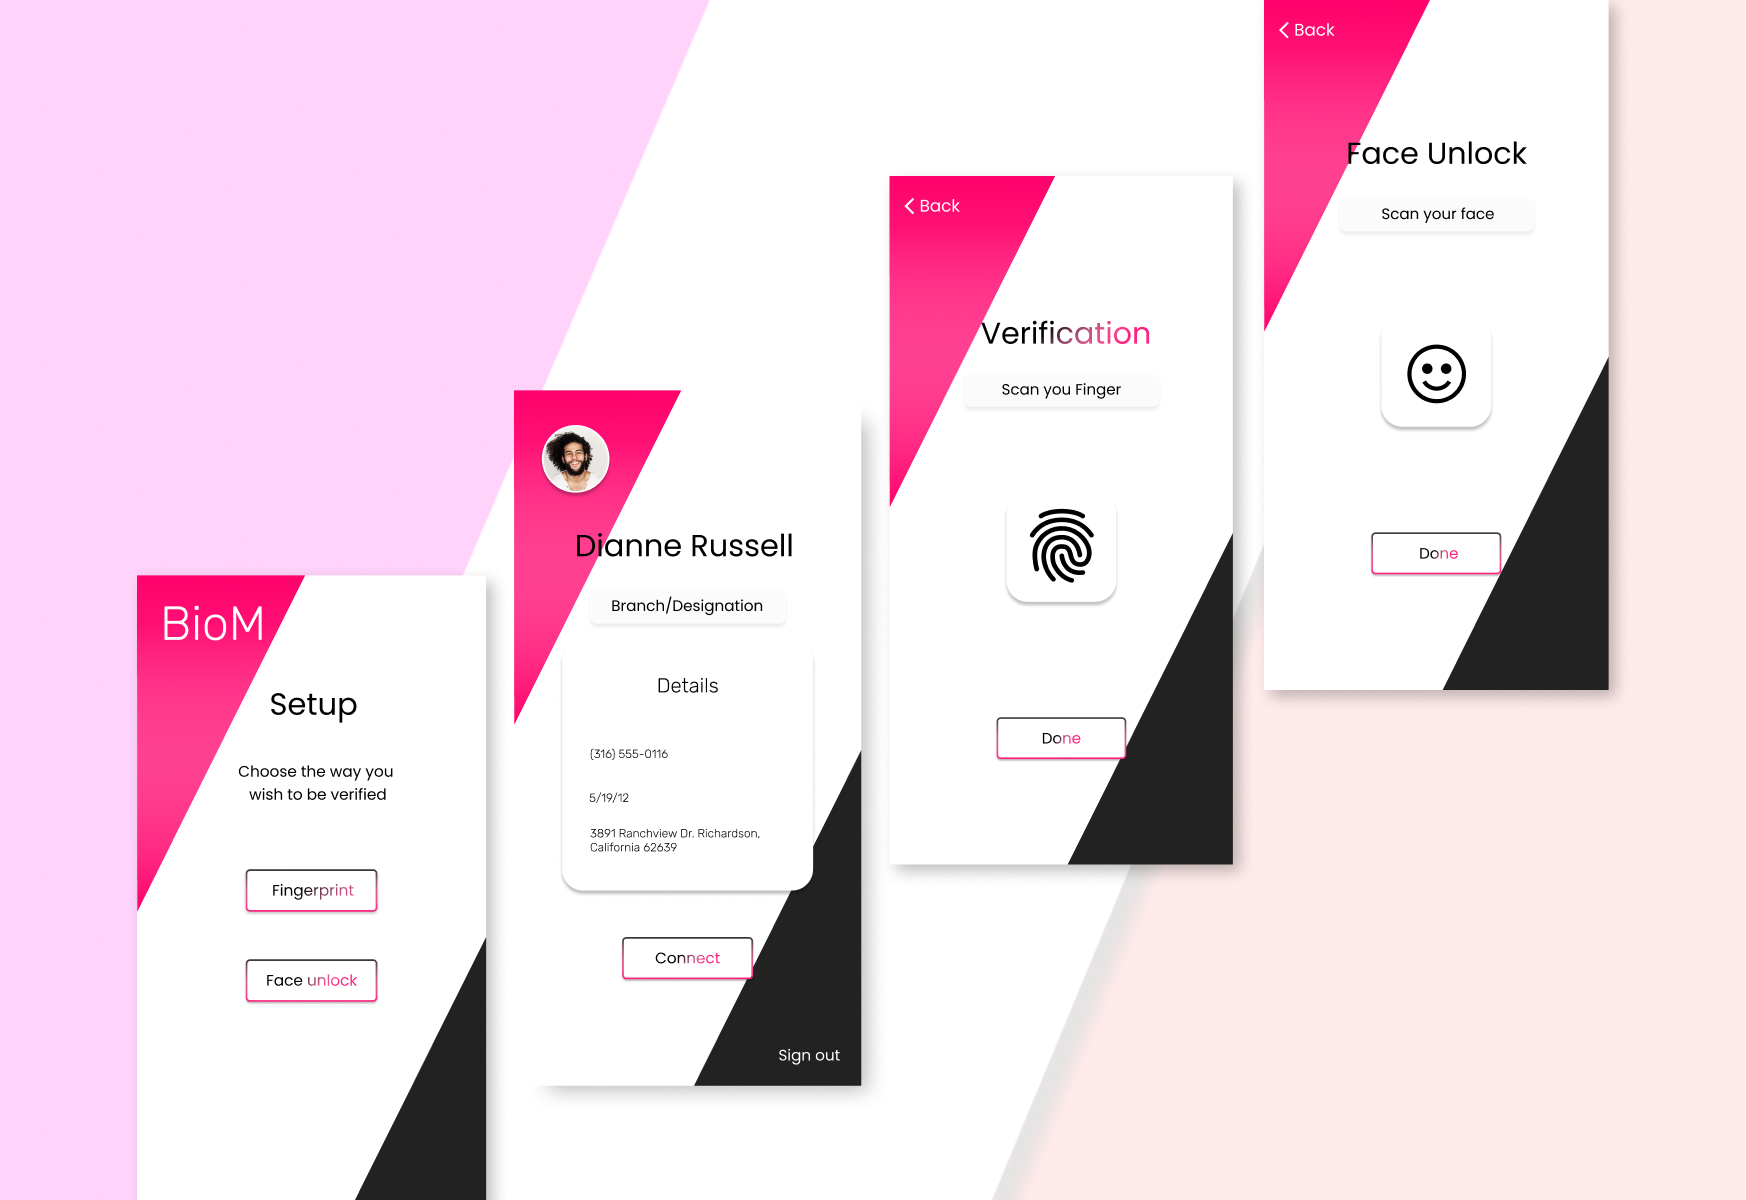 BioM
Setup
Choose the way you
wish to be verified
Fingerprint
Face unlock
Dianne Russell
Branch/Designation
Details
(316) 555-0116
5/19/12
3891 Ranchview Dr. Richardson,
California 62639
Connect
Sign out
Back
Verification
Scan you Finger
Done
Back
Face Unlock
Scan your face
Done